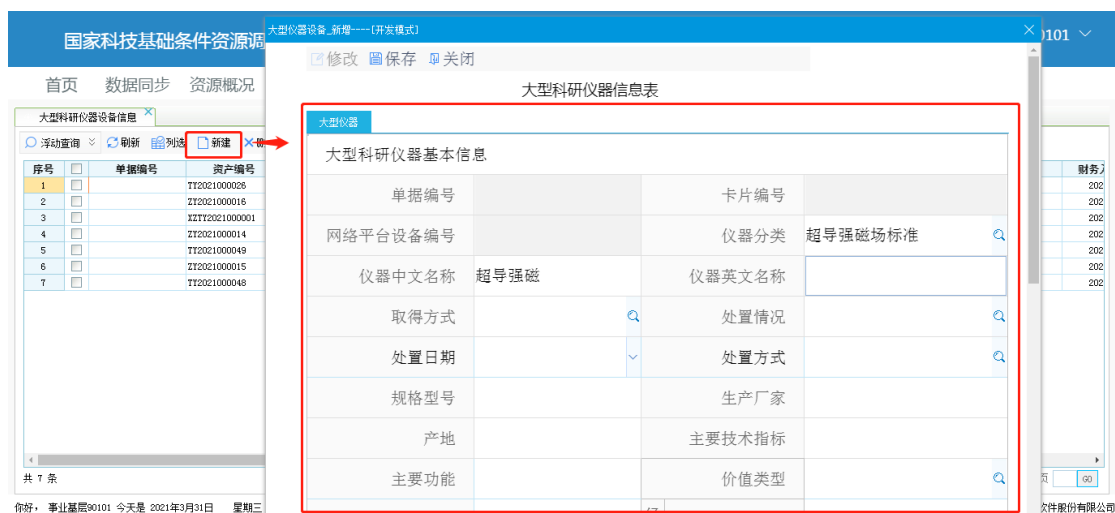 国家科技基础条件资源调
大型仪器设备_新增----[开发模式]
0101
修改 保存 关闭
首页 数据同步 资源概况
大型科研仪器信息表
大型科研仪器设备信息
大型仪器
浮动查询 刷新 列选 新建
大型科研仪器基本信息
序号 单据编号 资产编号 财务
单据编号 卡片编号
1 TY2021000026 202
2 ZY2021000016 202
3 XZTY2021000001 202
4 ZY2021000014 202
5 TY2021000049 202
6 ZY2021000015 202
7 TY2021000048 202
网络平台设备编号 仪器分类 超导强磁场标准
仪器中文名称 超导强磁 仪器英文名称
取得方式 处置情况
处置日期 处置方式
规格型号 生产厂家
产地 主要技术指标
主要功能 价值类型
共 7 条 页 GO
你好， 事业基层90101 今天是 2021年3月31日 星期三 软件股份有限公司